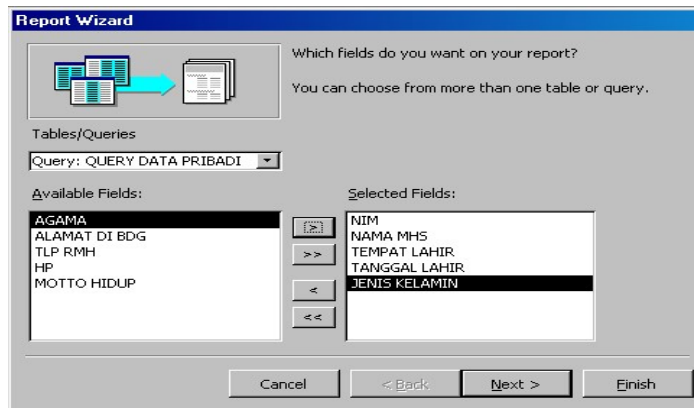 Report Wizard
Which fields do you want on your report?
You can choose from more than one table or query.
Tables/Queries
Query: QUERY DATA PRIBADI
Available Fields:
AGAMA
ALAMAT DI BDG
TLP RMH
HP
MOTTO HIDUP
>
>>
<
<<
Selected Fields:
NIM
NAMA MHS
TEMPAT LAHIR
TANGGAL LAHIR
JENIS KELAMIN
Cancel
< Back
Next >
Finish